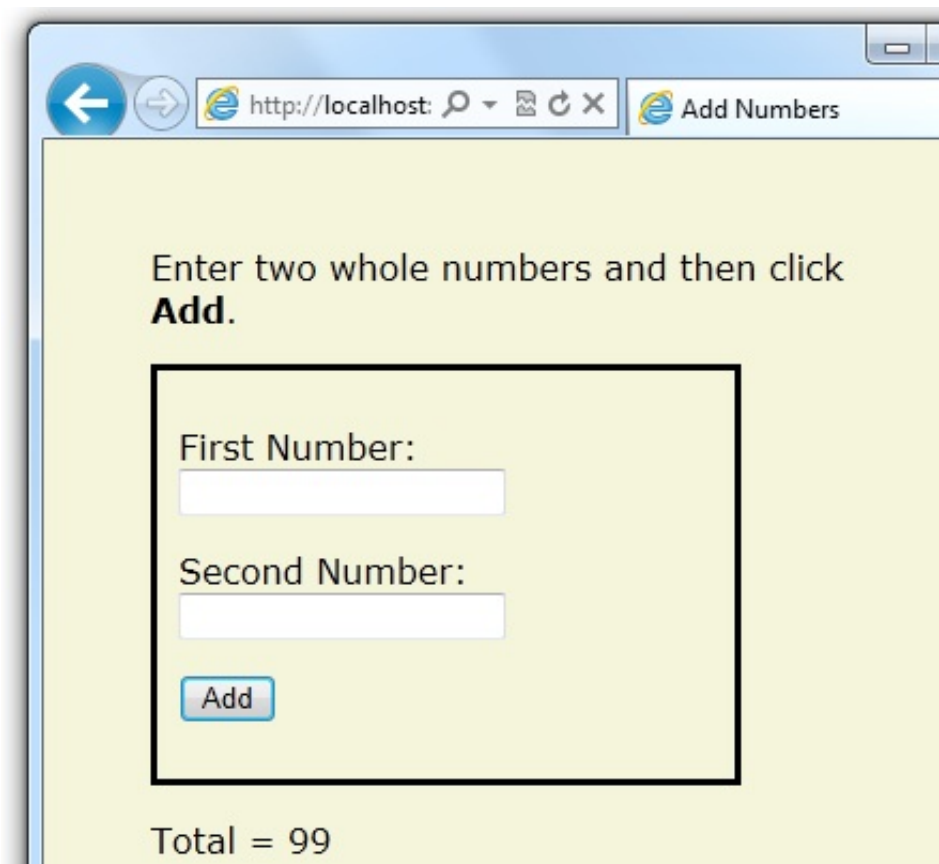 http://localhost:
Add Numbers
Enter two whole numbers and then click
Add.
First Number:
Second Number:
Add
Total = 99